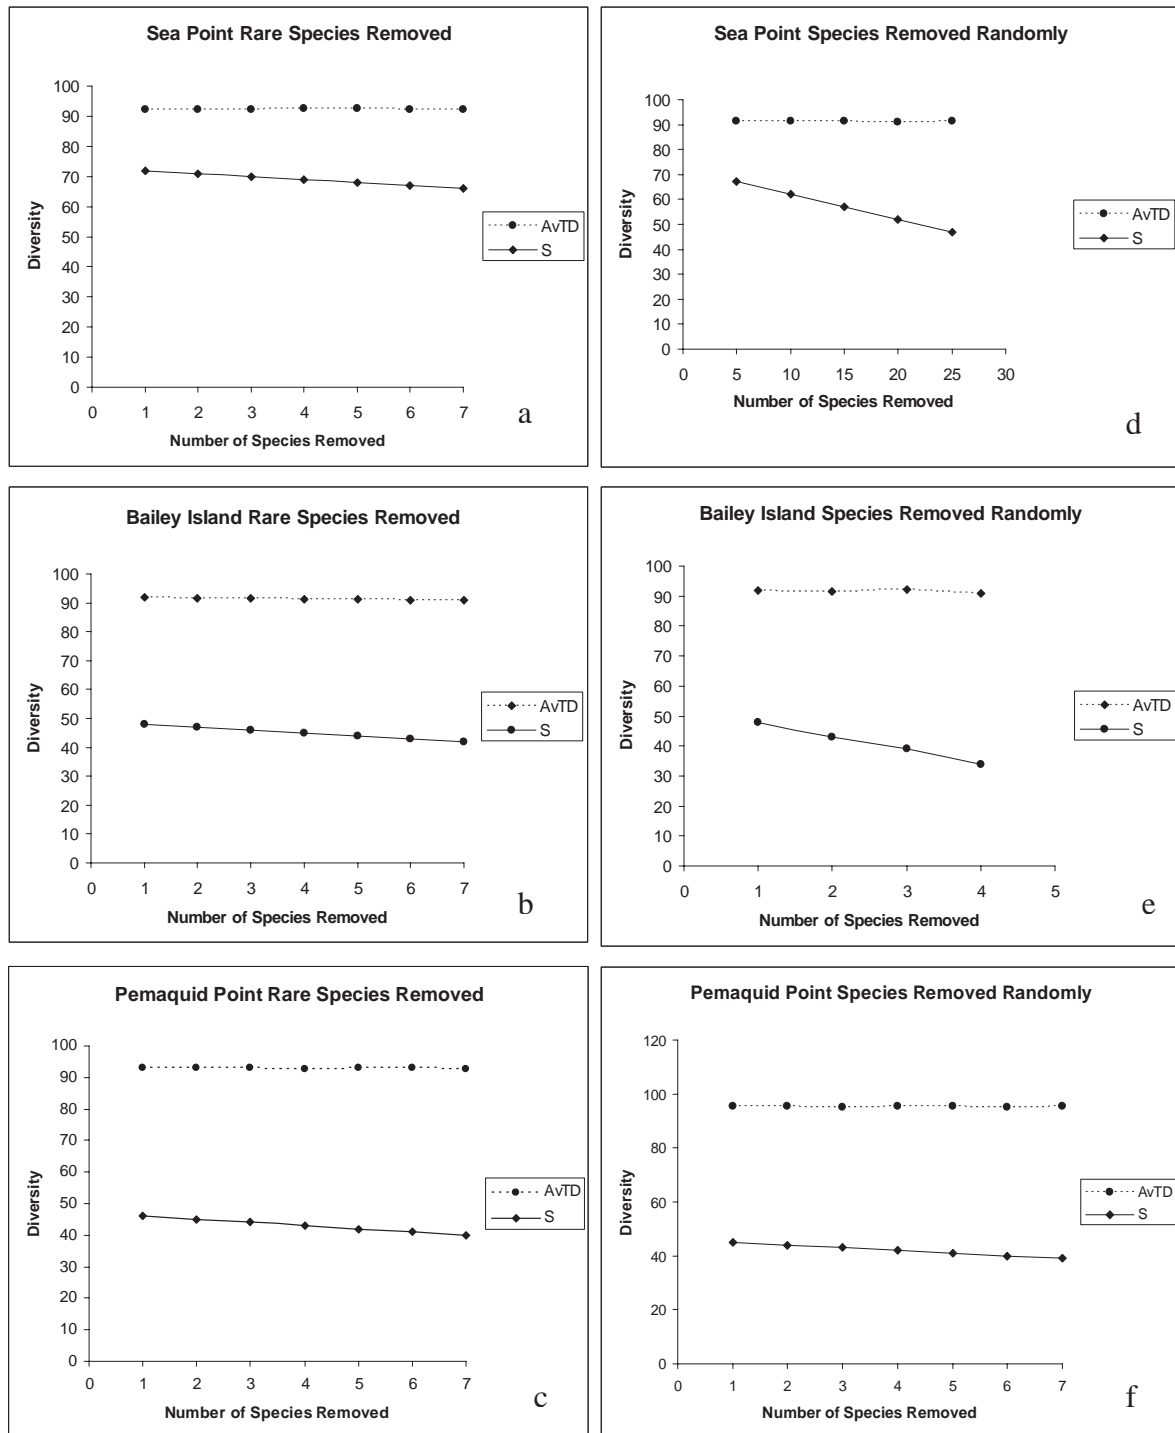 Sea Point Rare Species Removed
100
90
80
70
60
50
40
30
20
10
0
Diversity
0 1 2 3 4 5 6 7
Number of Species Removed
AvTD
S
a
Sea Point Species Removed Randomly
100
90
80
70
60
50
40
30
20
10
0
Diversity
0 5 10 15 20 25 30
Number of Species Removed
AvTD
S
d
Bailey Island Rare Species Removed
100
90
80
70
60
50
40
30
20
10
0
Diversity
0 1 2 3 4 5 6 7
Number of Species Removed
AvTD
S
b
Bailey Island Species Removed Randomly
100
90
80
70
60
50
40
30
20
10
0
Diversity
0 1 2 3 4 5
Number of Species Removed
AvTD
S
e
Pemaquid Point Rare Species Removed
100
90
80
70
60
50
40
30
20
10
0
Diversity
0 1 2 3 4 5 6 7
Number of Species Removed
AvTD
S
c
Pemaquid Point Species Removed Randomly
120
100
80
60
40
20
0
Diversity
0 1 2 3 4 5 6 7
Number of Species Removed
AvTD
S
f